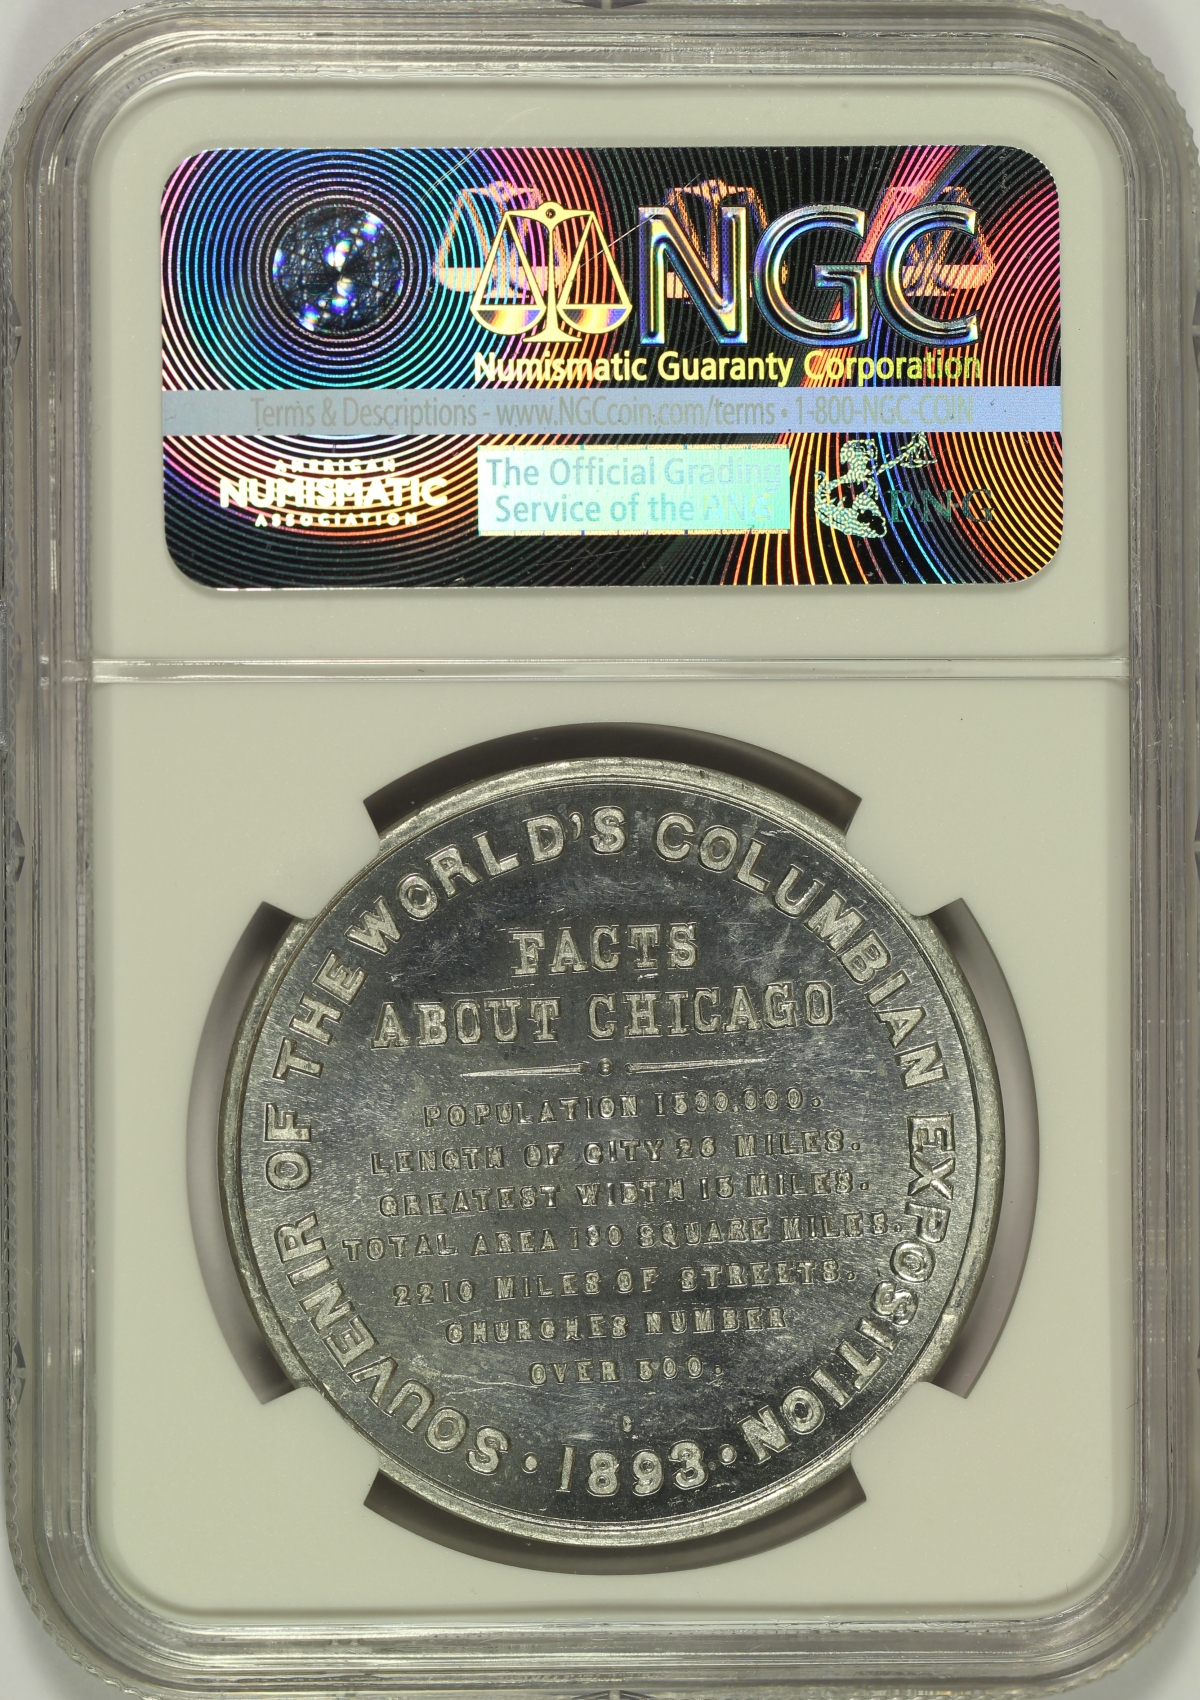 NGC
Numismatic Guaranty Corporation
Terms & Descriptions - www.NGCcoin.com/terms • 1-800-NGC-COIN
AMERICAN
NUMISMATIC
ASSOCIATION
The Official Grading
Service of the ANA
PNG
SOUVENIR OF THE WORLD'S COLUMBIAN EXPOSITION
• 1893 •
FACTS
ABOUT CHICAGO
POPULATION 1500,000.
LENGTH OF CITY 26 MILES.
GREATEST WIDTH 15 MILES.
TOTAL AREA 190 SQUARE MILES.
2210 MILES OF STREETS.
CHURCHES NUMBER
OVER 500.